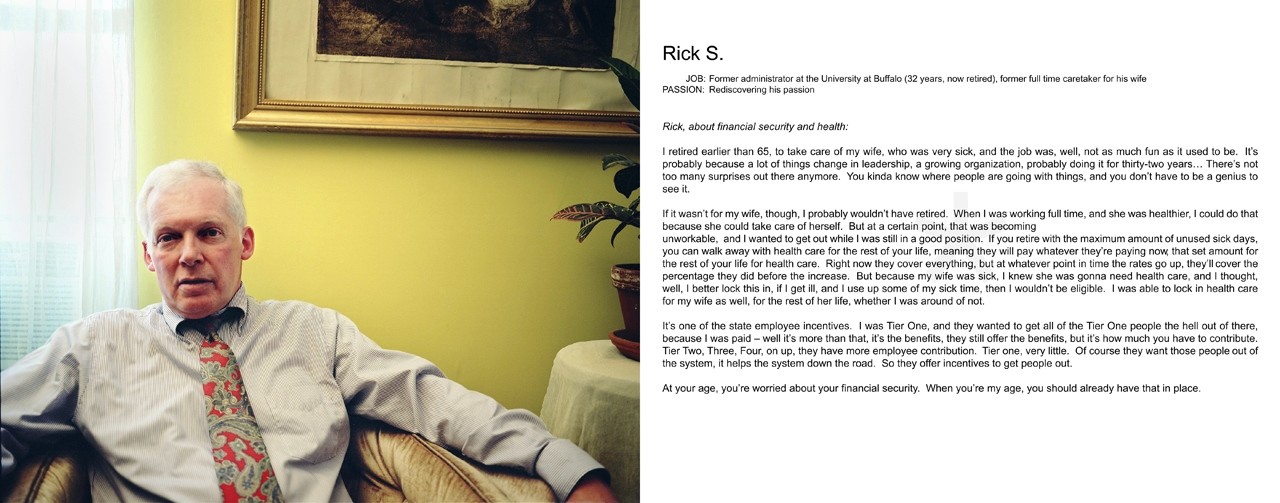 Rick S.
JOB: Former administrator at the University at Buffalo (32 years, now retired), former full time caretaker for his wife
PASSION: Rediscovering his passion
Rick, about financial security and health:
I retired earlier than 65, to take care of my wife, who was very sick, and the job was, well, not as much fun as it used to be. It's
probably because a lot of things change in leadership, a growing organization, probably doing it for thirty-two years… There's not
too many surprises out there anymore. You kinda know where people are going with things, and you don't have to be a genius to
see it.
If it wasn't for my wife, though, I probably wouldn't have retired. When I was working full time, and she was healthier, I could do that
because she could take care of herself. But at a certain point, that was becoming
unworkable, and I wanted to get out while I was still in a good position. If you retire with the maximum amount of unused sick days,
you can walk away with health care for the rest of your life, meaning they will pay whatever they're paying now, that set amount for
the rest of your life for health care. Right now they cover everything, but at whatever point in time the rates go up, they'll cover the
percentage they did before the increase. But because my wife was sick, I knew she was gonna need health care, and I thought,
well, I better lock this in, if I get ill, and I use up some of my sick time, then I wouldn't be eligible. I was able to lock in health care
for my wife as well, for the rest of her life, whether I was around of not.
It's one of the state employee incentives. I was Tier One, and they wanted to get all of the Tier One people the hell out of there,
because I was paid – well it's more than that, it's the benefits, they still offer the benefits, but it's how much you have to contribute.
Tier Two, Three, Four, on up, they have more employee contribution. Tier one, very little. Of course they want those people out of
the system, it helps the system down the road. So they offer incentives to get people out.
At your age, you're worried about your financial security. When you're my age, you should already have that in place.